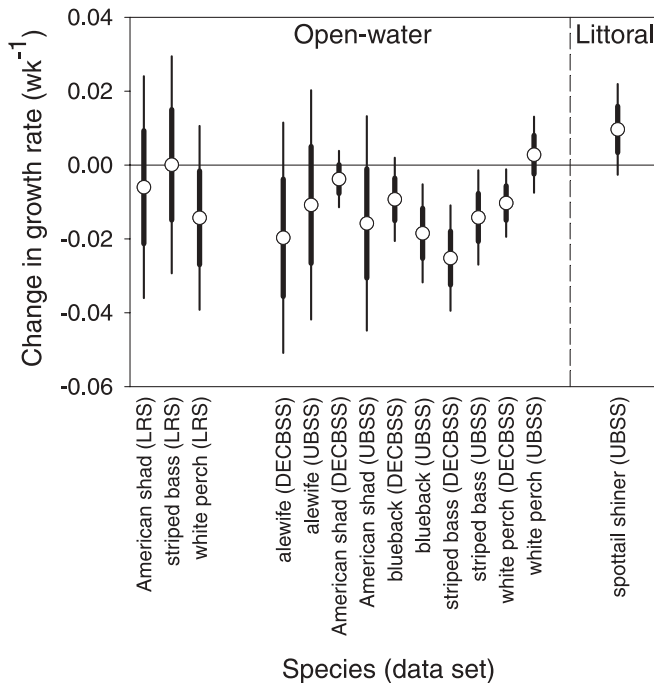 Open-water
Littoral
0.04
0.02
0.00
-0.02
-0.04
-0.06
Change in growth rate (wk-1)
American shad (LRS)
striped bass (LRS)
white perch (LRS)
alewife (DECBSS)
alewife (UBSS)
American shad (DECBSS)
American shad (UBSS)
blueback (DECBSS)
blueback (UBSS)
striped bass (DECBSS)
striped bass (UBSS)
white perch (DECBSS)
white perch (UBSS)
spottail shiner (UBSS)
Species (data set)